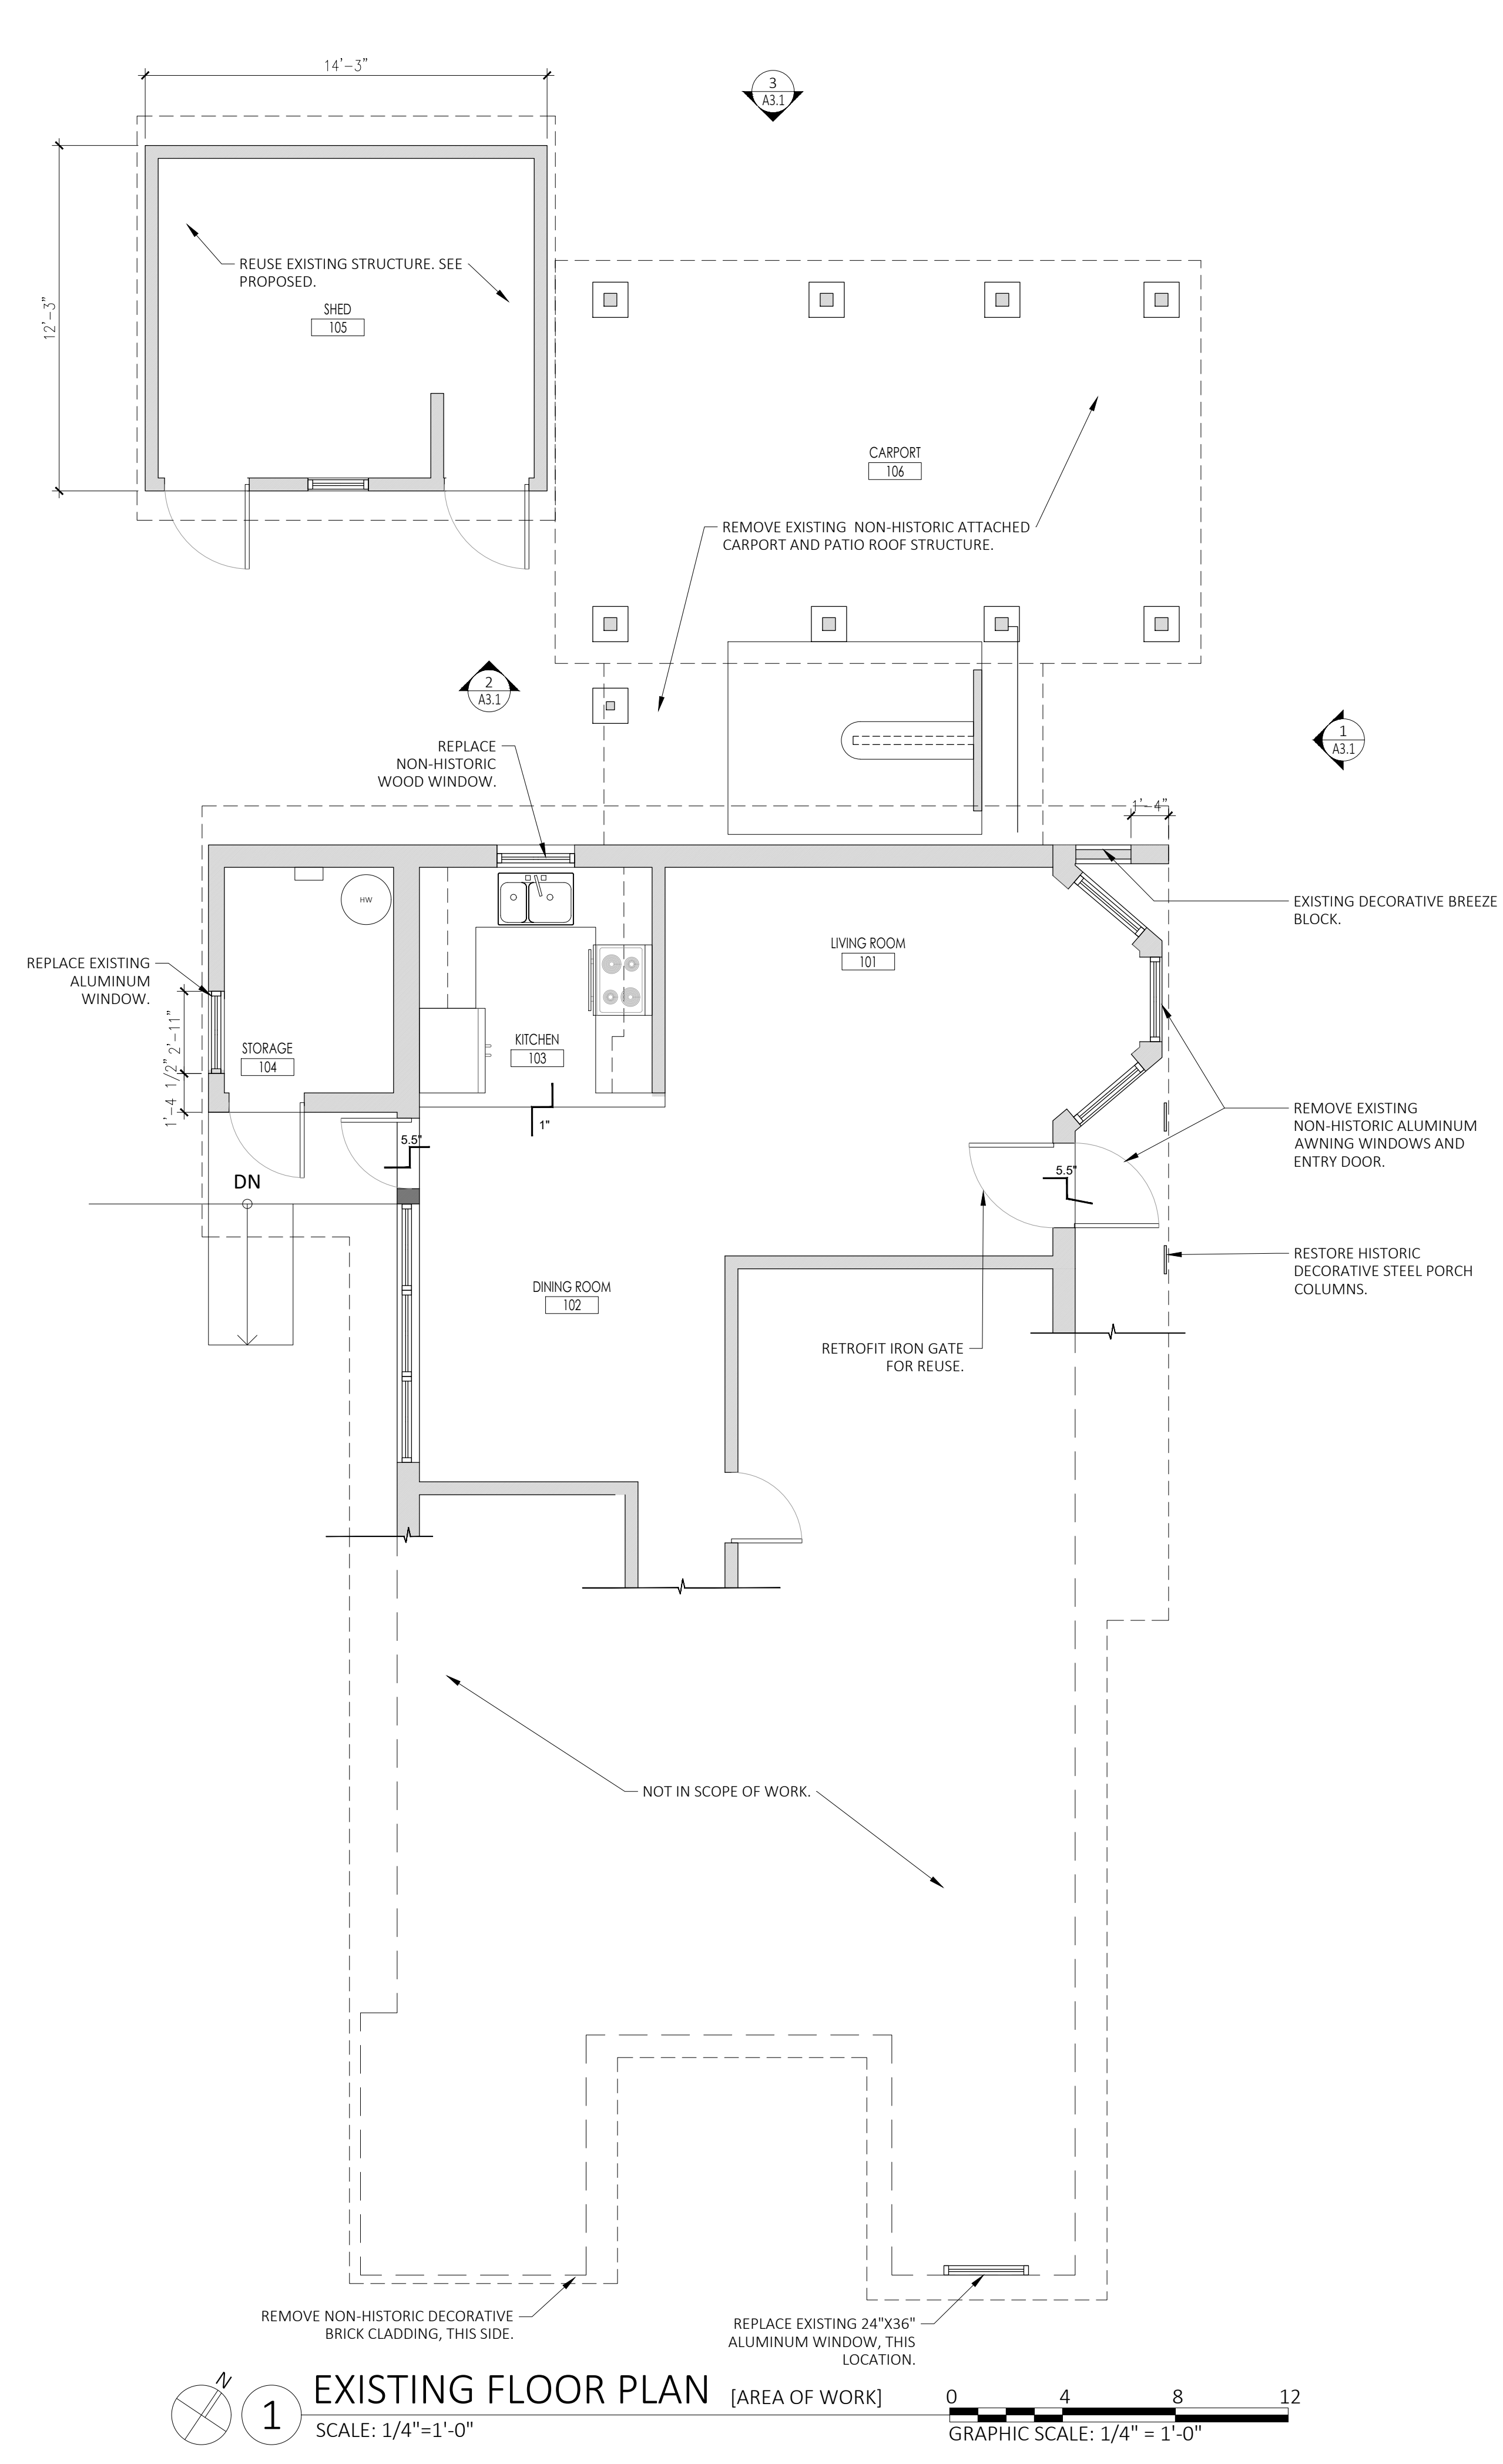 14'-3"
3
A3.1
12'-3"
REUSE EXISTING STRUCTURE. SEE
PROPOSED.
SHED
105
CARPORT
106
REMOVE EXISTING NON-HISTORIC ATTACHED
CARPORT AND PATIO ROOF STRUCTURE.
2
A3.1
1
A3.1
REPLACE
NON-HISTORIC
WOOD WINDOW.
1'-4"
HW
EXISTING DECORATIVE BREEZE
BLOCK.
LIVING ROOM
101
REPLACE EXISTING
ALUMINUM
WINDOW.
2'-11"
1'-4 1/2"
STORAGE
104
KITCHEN
103
1"
5.5"
5.5"
REMOVE EXISTING
NON-HISTORIC ALUMINUM
AWNING WINDOWS AND
ENTRY DOOR.
DN
RESTORE HISTORIC
DECORATIVE STEEL PORCH
COLUMNS.
DINING ROOM
102
RETROFIT IRON GATE
FOR REUSE.
NOT IN SCOPE OF WORK.
REMOVE NON-HISTORIC DECORATIVE
BRICK CLADDING, THIS SIDE.
REPLACE EXISTING 24"X36"
ALUMINUM WINDOW, THIS
LOCATION.
N
1
EXISTING FLOOR PLAN [AREA OF WORK]
SCALE: 1/4"=1'-0"
0 4 8 12
GRAPHIC SCALE: 1/4" = 1'-0"